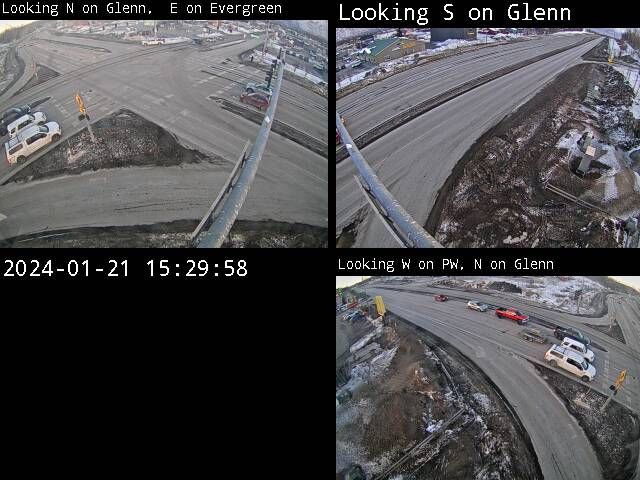 Looking N on Glenn,  E on Evergreen
Looking S on Glenn
2024-01-21 15:29:58
Looking W on PW, N on Glenn